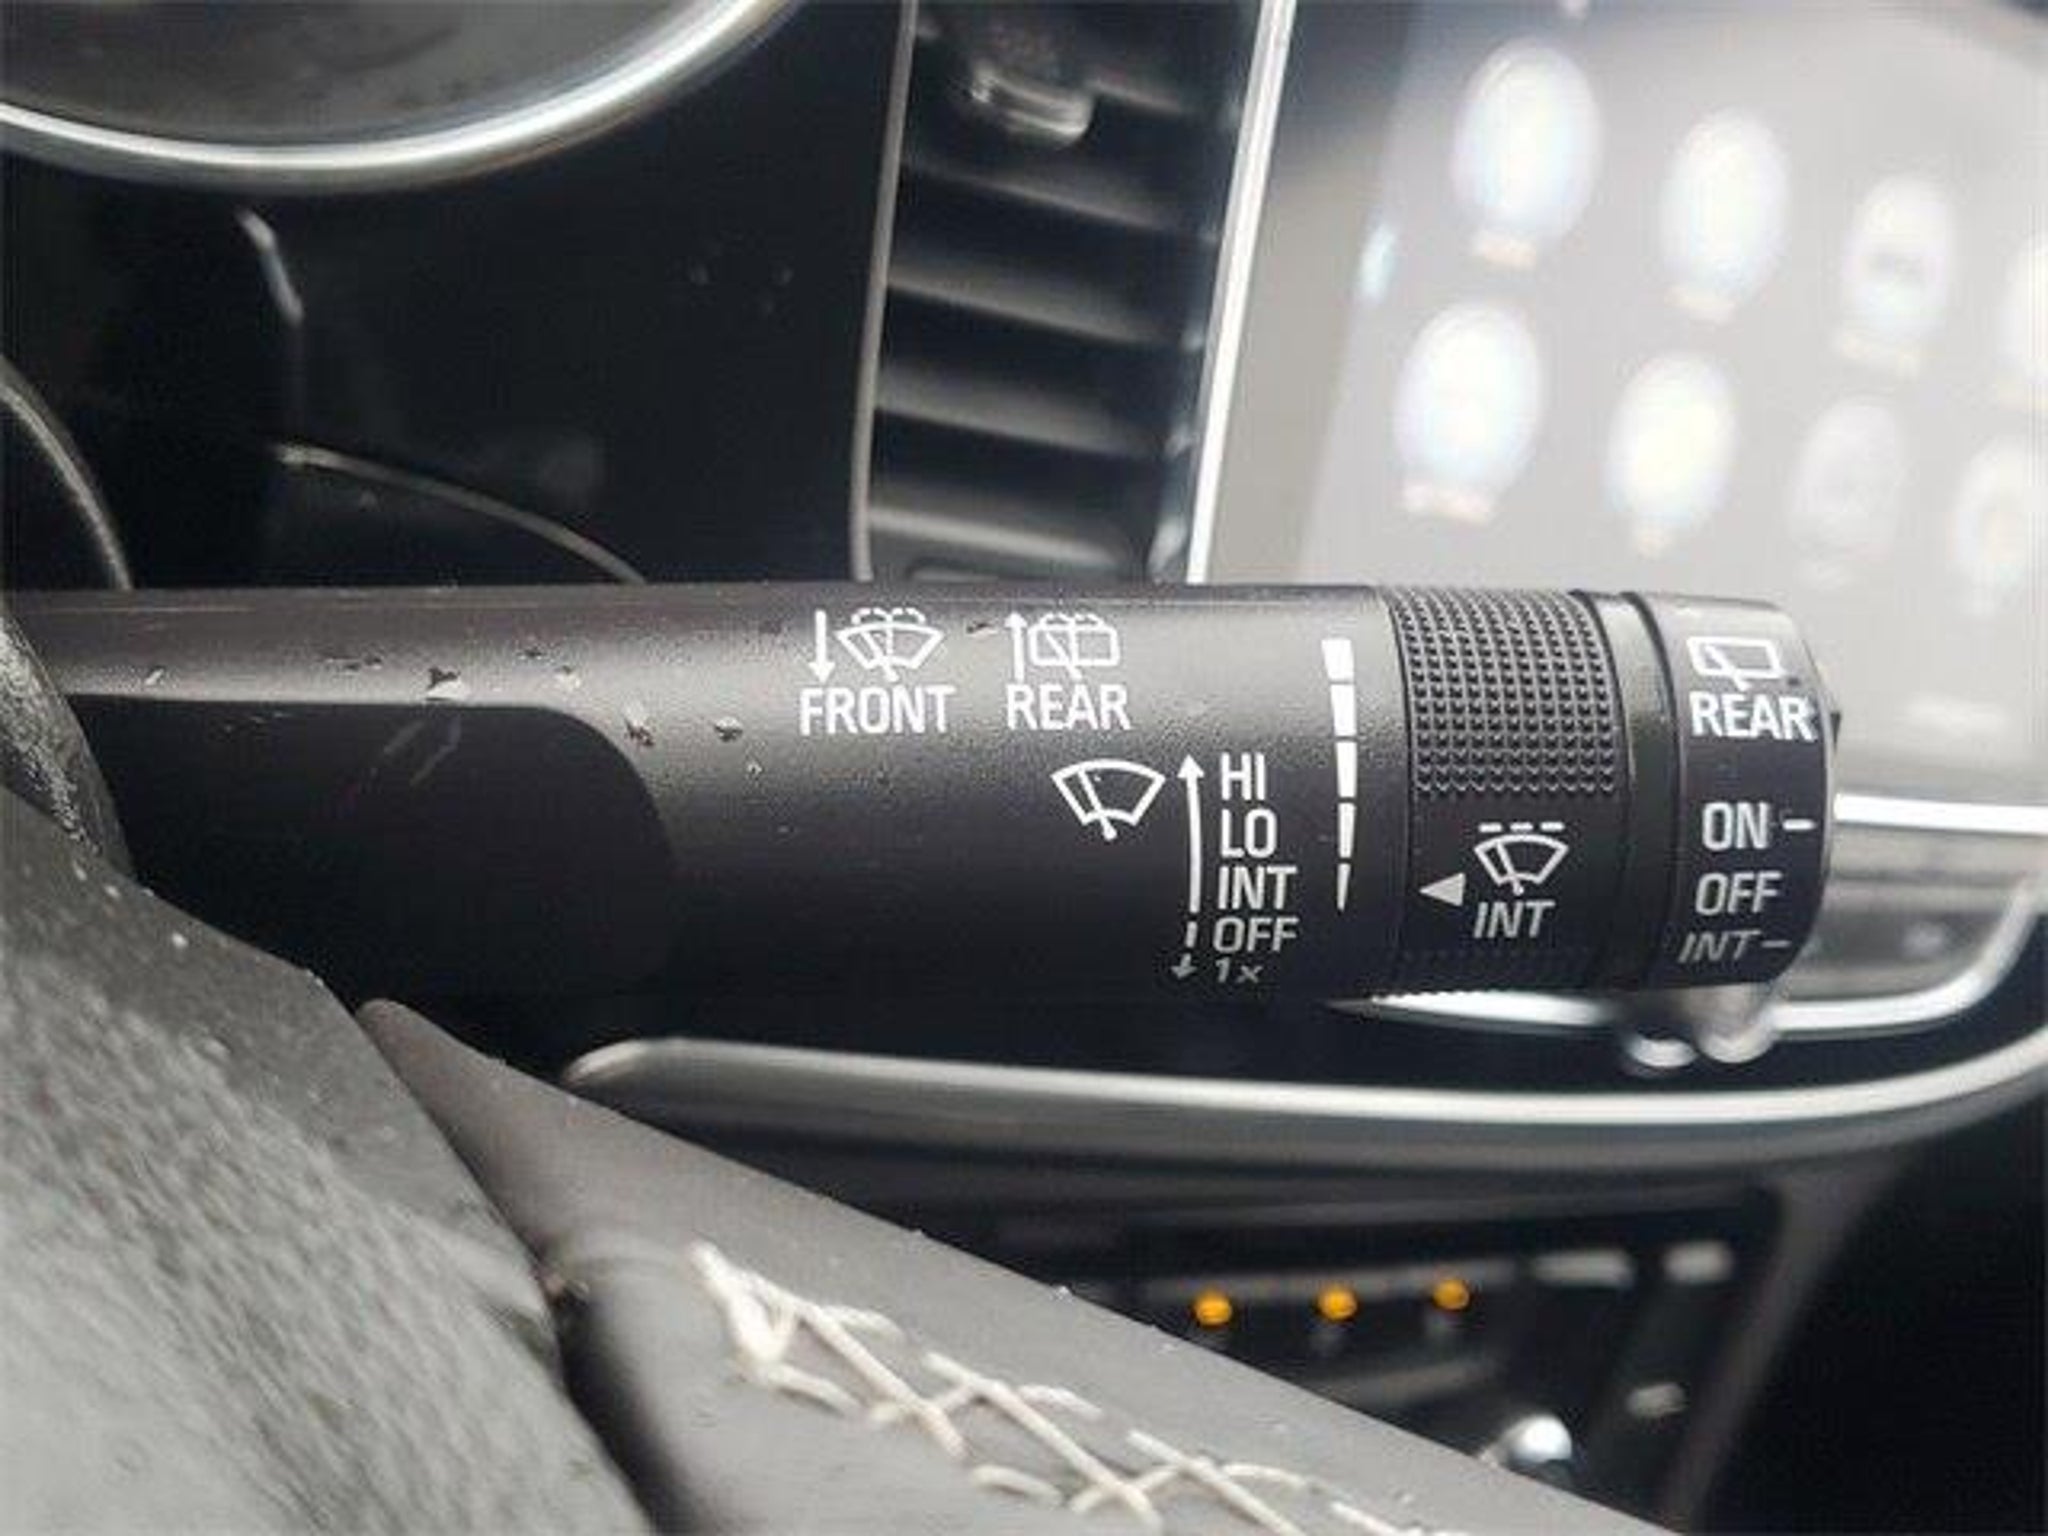 FRONT REAR
HI
LO
INT
OFF
1x
INT
REAR
ON
OFF
INT